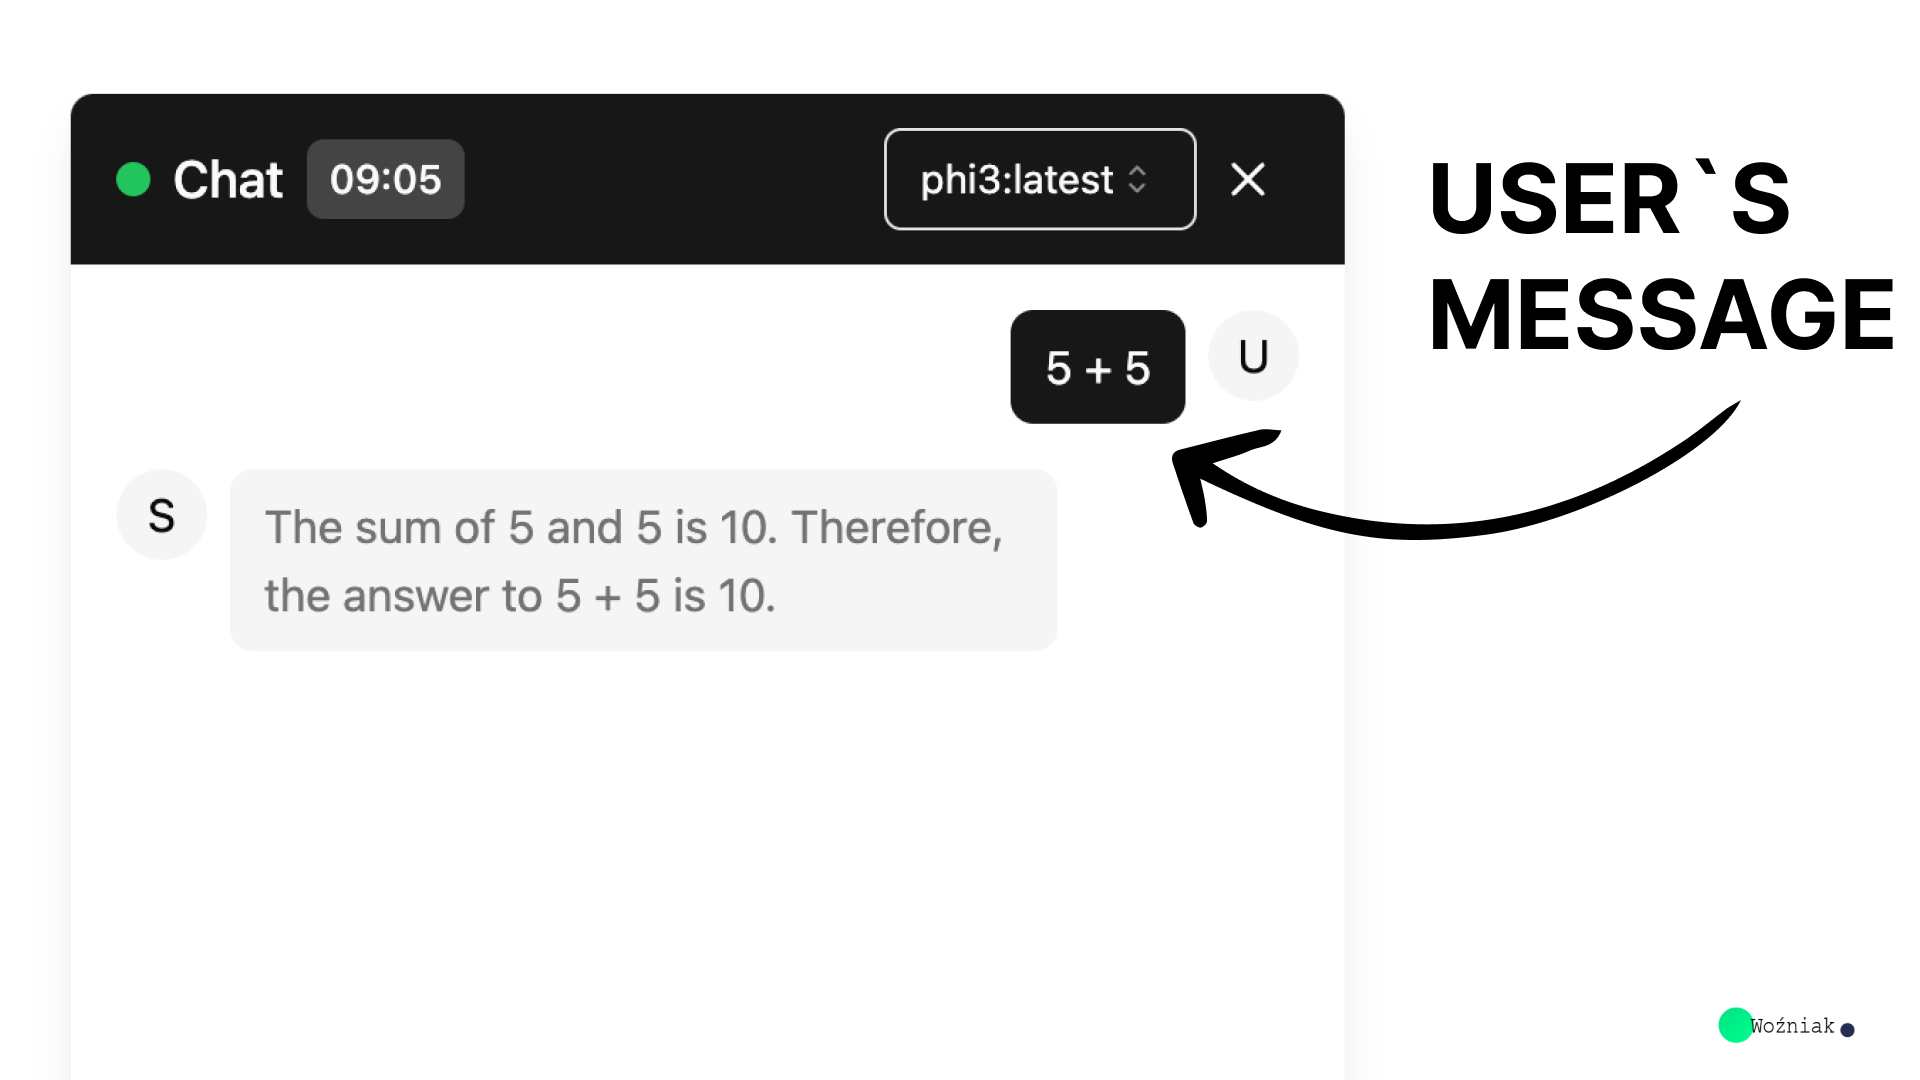 Chat 09:05 phi3:latest
USER`S
MESSAGE
5 + 5 U
S
The sum of 5 and 5 is 10. Therefore,
the answer to 5 + 5 is 10.
Woźniak